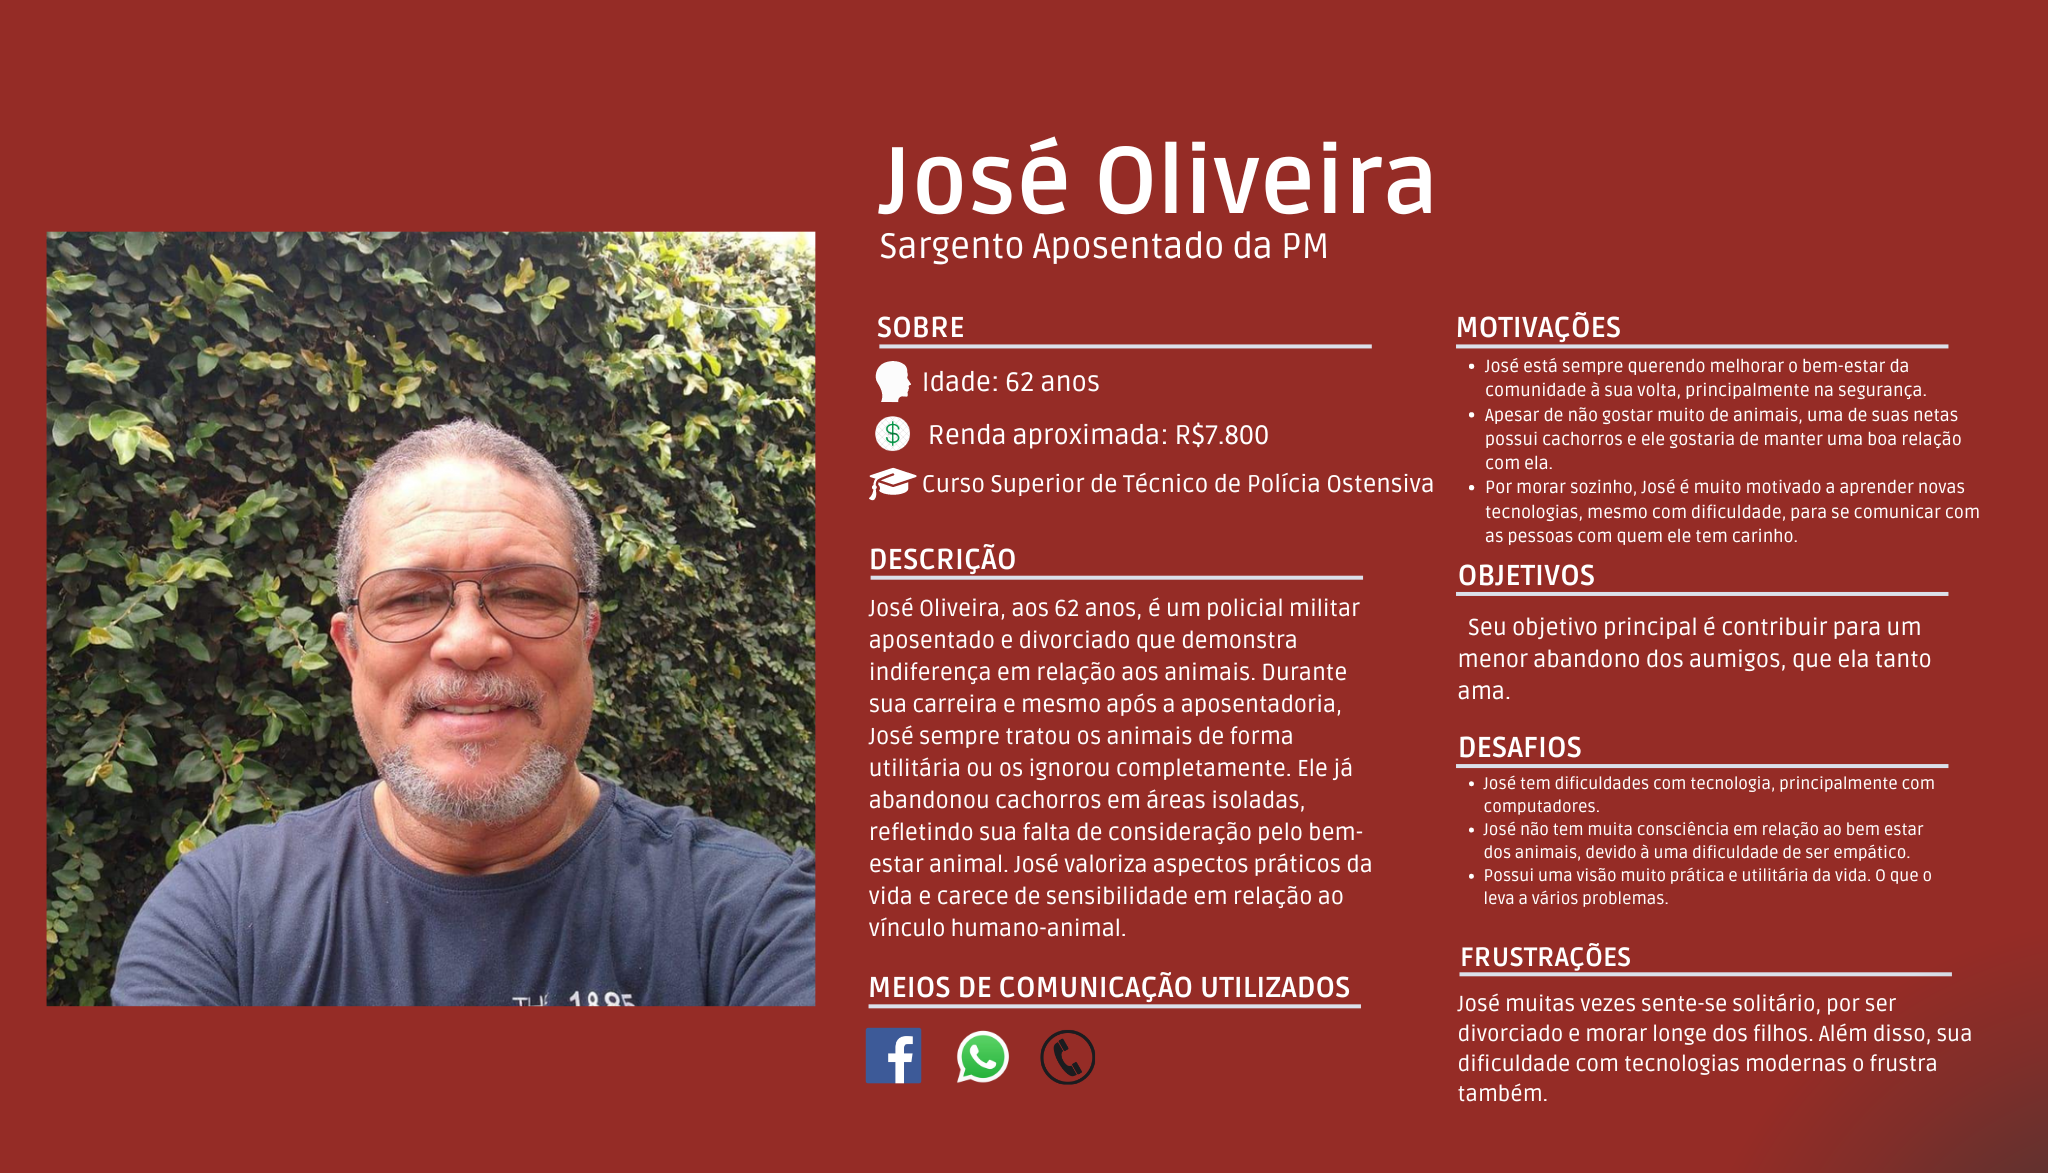 José Oliveira
Sargento Aposentado da PM
SOBRE
Idade: 62 anos
$
Renda aproximada: R$7.800
Curso Superior de Técnico de Polícia Ostensiva
DESCRIÇÃO
José Oliveira, aos 62 anos, é um policial militar
aposentado e divorciado que demonstra
indiferença em relação aos animais. Durante
sua carreira e mesmo após a aposentadoria,
José sempre tratou os animais de forma
utilitária ou os ignorou completamente. Ele já
abandonou cachorros em áreas isoladas,
refletindo sua falta de consideração pelo bem-
estar animal. José valoriza aspectos práticos da
vida e carece de sensibilidade em relação ao
vínculo humano-animal.
MEIOS DE COMUNICAÇÃO UTILIZADOS
MOTIVAÇÕES
• José está sempre querendo melhorar o bem-estar da
comunidade à sua volta, principalmente na segurança.
• Apesar de não gostar muito de animais, uma de suas netas
possui cachorros e ele gostaria de manter uma boa relação
com ela.
• Por morar sozinho, José é muito motivado a aprender novas
tecnologias, mesmo com dificuldade, para se comunicar com
as pessoas com quem ele tem carinho.
OBJETIVOS
Seu objetivo principal é contribuir para um
menor abandono dos aumigos, que ela tanto
ama.
DESAFIOS
• José tem dificuldades com tecnologia, principalmente com
computadores.
• José não tem muita consciência em relação ao bem estar
dos animais, devido à uma dificuldade de ser empático.
• Possui uma visão muito prática e utilitária da vida. O que o
leva a vários problemas.
FRUSTRAÇÕES
José muitas vezes sente-se solitário, por ser
divorciado e morar longe dos filhos. Além disso, sua
dificuldade com tecnologias modernas o frustra
também.